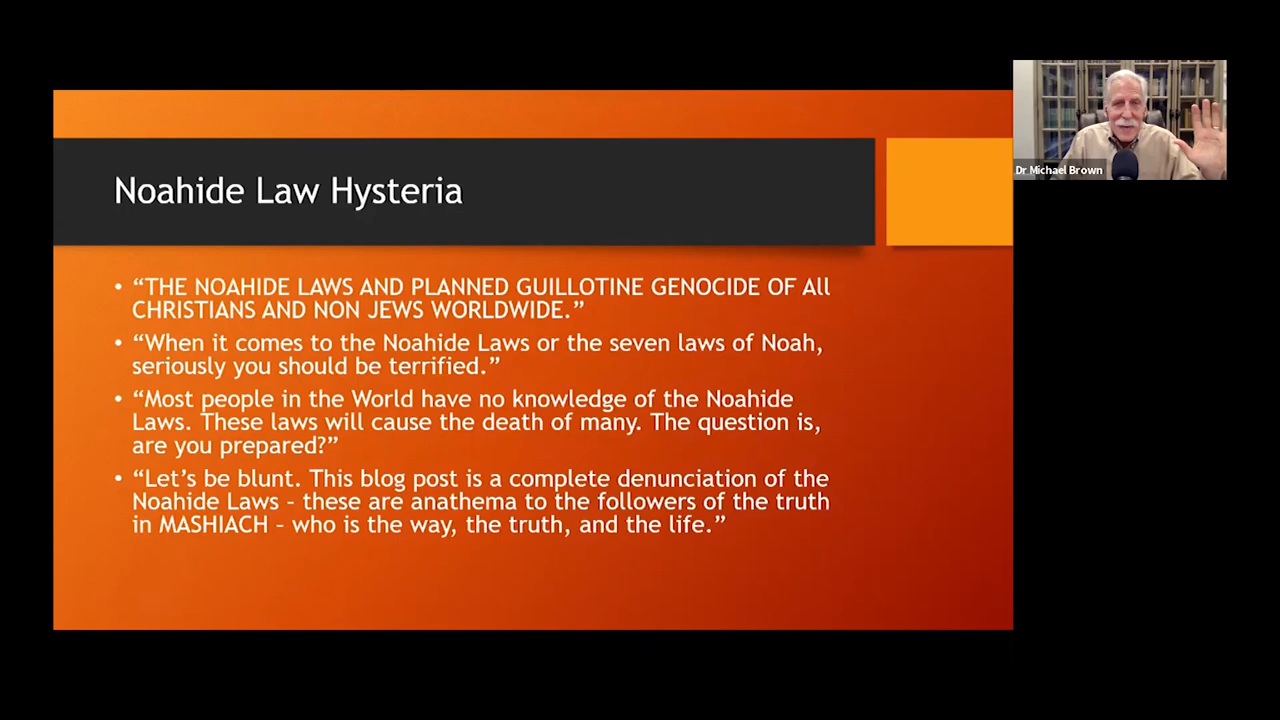 Noahide Law Hysteria
• “THE NOAHIDE LAWS AND PLANNED GUILLOTINE GENOCIDE OF All
CHRISTIANS AND NON JEWS WORLDWIDE.”
• “When it comes to the Noahide Laws or the seven laws of Noah,
seriously you should be terrified.”
• “Most people in the World have no knowledge of the Noahide
Laws. These laws will cause the death of many. The question is,
are you prepared?”
• “Let’s be blunt. This blog post is a complete denunciation of the
Noahide Laws – these are anathema to the followers of the truth
in MASHIACH – who is the way, the truth, and the life.”
Dr Michael Brown